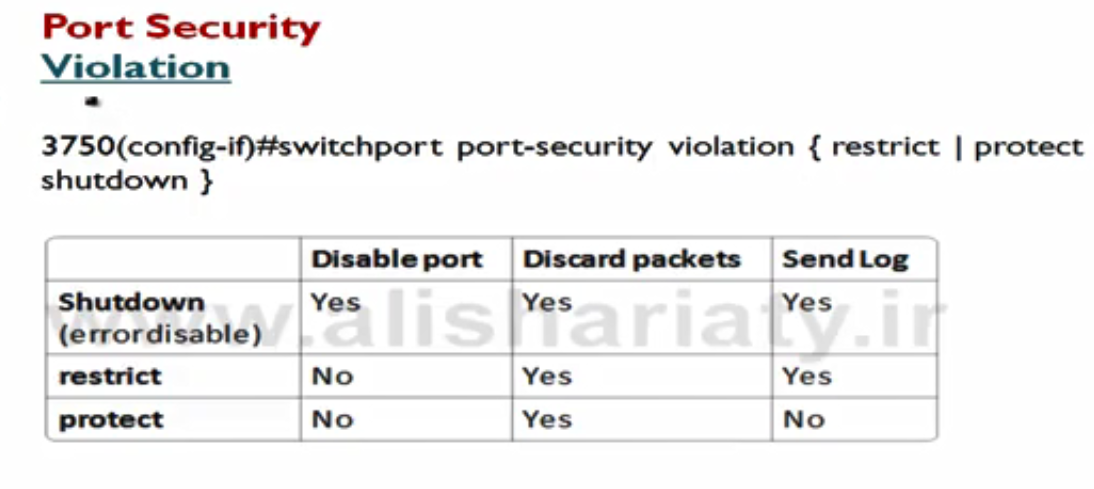 Port Security
Violation
3750(config-if)#switchport port-security violation { restrict | protect
shutdown }
Disable port Discard packets Send Log
Shutdown Yes Yes Yes
(errordisable)
restrict No Yes Yes
protect No Yes No
www.alishariaty.ir